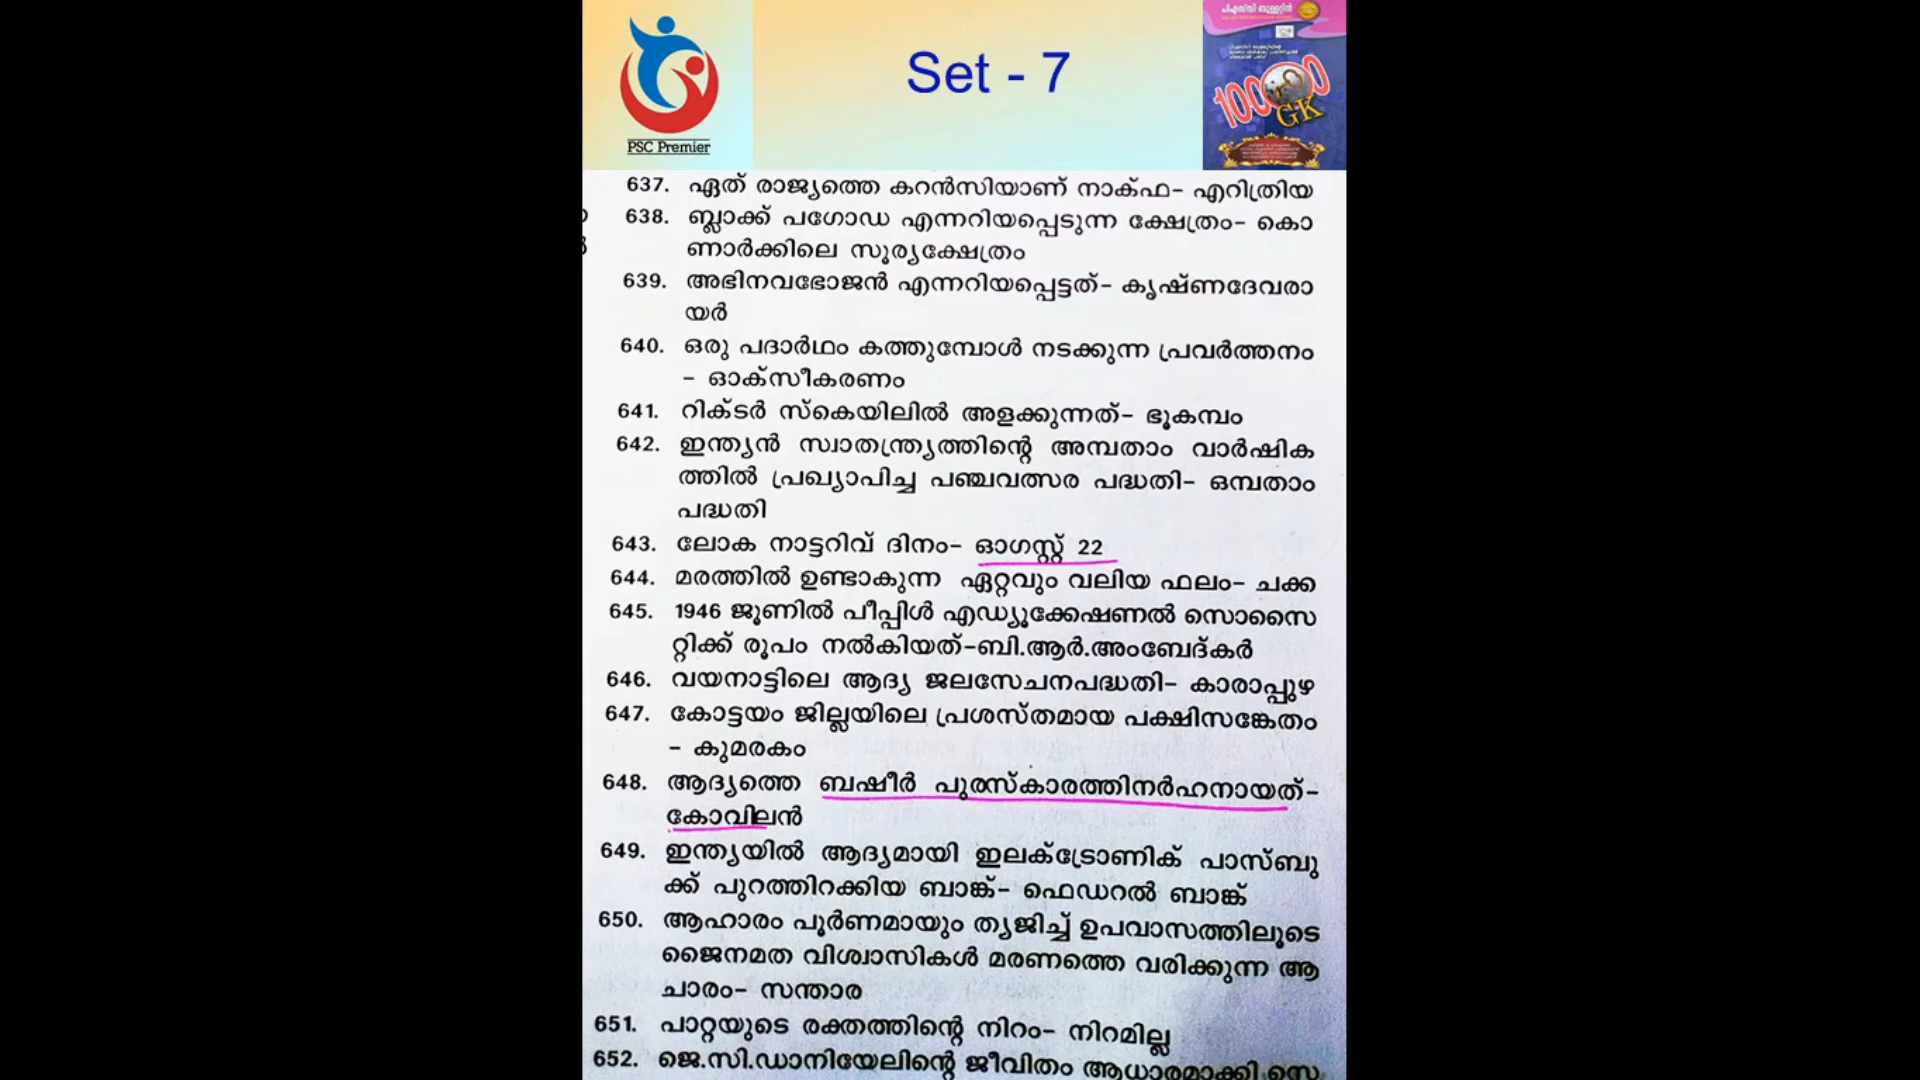 PSC Premier
Set - 7
പിഎസ്‌സി ബുള്ളറ്റിൻ
GK
637. ഏത് രാജ്യത്തെ കറൻസിയാണ് നാക്ഫ- എറിത്രിയ
638. ബ്ലാക്ക് പഗോഡ എന്നറിയപ്പെടുന്ന ക്ഷേത്രം- കൊ
ണാർക്കിലെ സൂര്യക്ഷേത്രം
639. അഭിനവഭോജൻ എന്നറിയപ്പെട്ടത്- കൃഷ്ണദേവരാ
യർ
640. ഒരു പദാർഥം കത്തുമ്പോൾ നടക്കുന്ന പ്രവർത്തനം
- ഓക്സീകരണം
641. റിക്ടർ സ്കെയിലിൽ അളക്കുന്നത്- ഭൂകമ്പം
642. ഇന്ത്യൻ സ്വാതന്ത്ര്യത്തിന്റെ അമ്പതാം വാർഷിക
ത്തിൽ പ്രഖ്യാപിച്ച പഞ്ചവത്സര പദ്ധതി- ഒമ്പതാം
പദ്ധതി
643. ലോക നാട്ടറിവ് ദിനം- ഓഗസ്റ്റ് 22
644. മരത്തിൽ ഉണ്ടാകുന്ന ഏറ്റവും വലിയ ഫലം- ചക്ക
645. 1946 ജൂണിൽ പീപ്പിൾ എഡ്യൂക്കേഷണൽ സൊസൈ
റ്റിക്ക് രൂപം നൽകിയത്-ബി.ആർ.അംബേദ്കർ
646. വയനാട്ടിലെ ആദ്യ ജലസേചനപദ്ധതി- കാരാപ്പുഴ
647. കോട്ടയം ജില്ലയിലെ പ്രശസ്തമായ പക്ഷിസങ്കേതം
- കുമരകം
648. ആദ്യത്തെ ബഷീർ പുരസ്കാരത്തിനർഹനായത്-
കോവിലൻ
649. ഇന്ത്യയിൽ ആദ്യമായി ഇലക്ട്രോണിക് പാസ്ബു
ക്ക് പുറത്തിറക്കിയ ബാങ്ക്- ഫെഡറൽ ബാങ്ക്
650. ആഹാരം പൂർണമായും ത്യജിച്ച് ഉപവാസത്തിലൂടെ
ജൈനമത വിശ്വാസികൾ മരണത്തെ വരിക്കുന്ന ആ
ചാരം- സന്താര
651. പാറ്റയുടെ രക്തത്തിന്റെ നിറം- നിറമില്ല
652. ജെ.സി.ഡാനിയേലിന്റെ ജീവിതം ആധാരമാക്കി